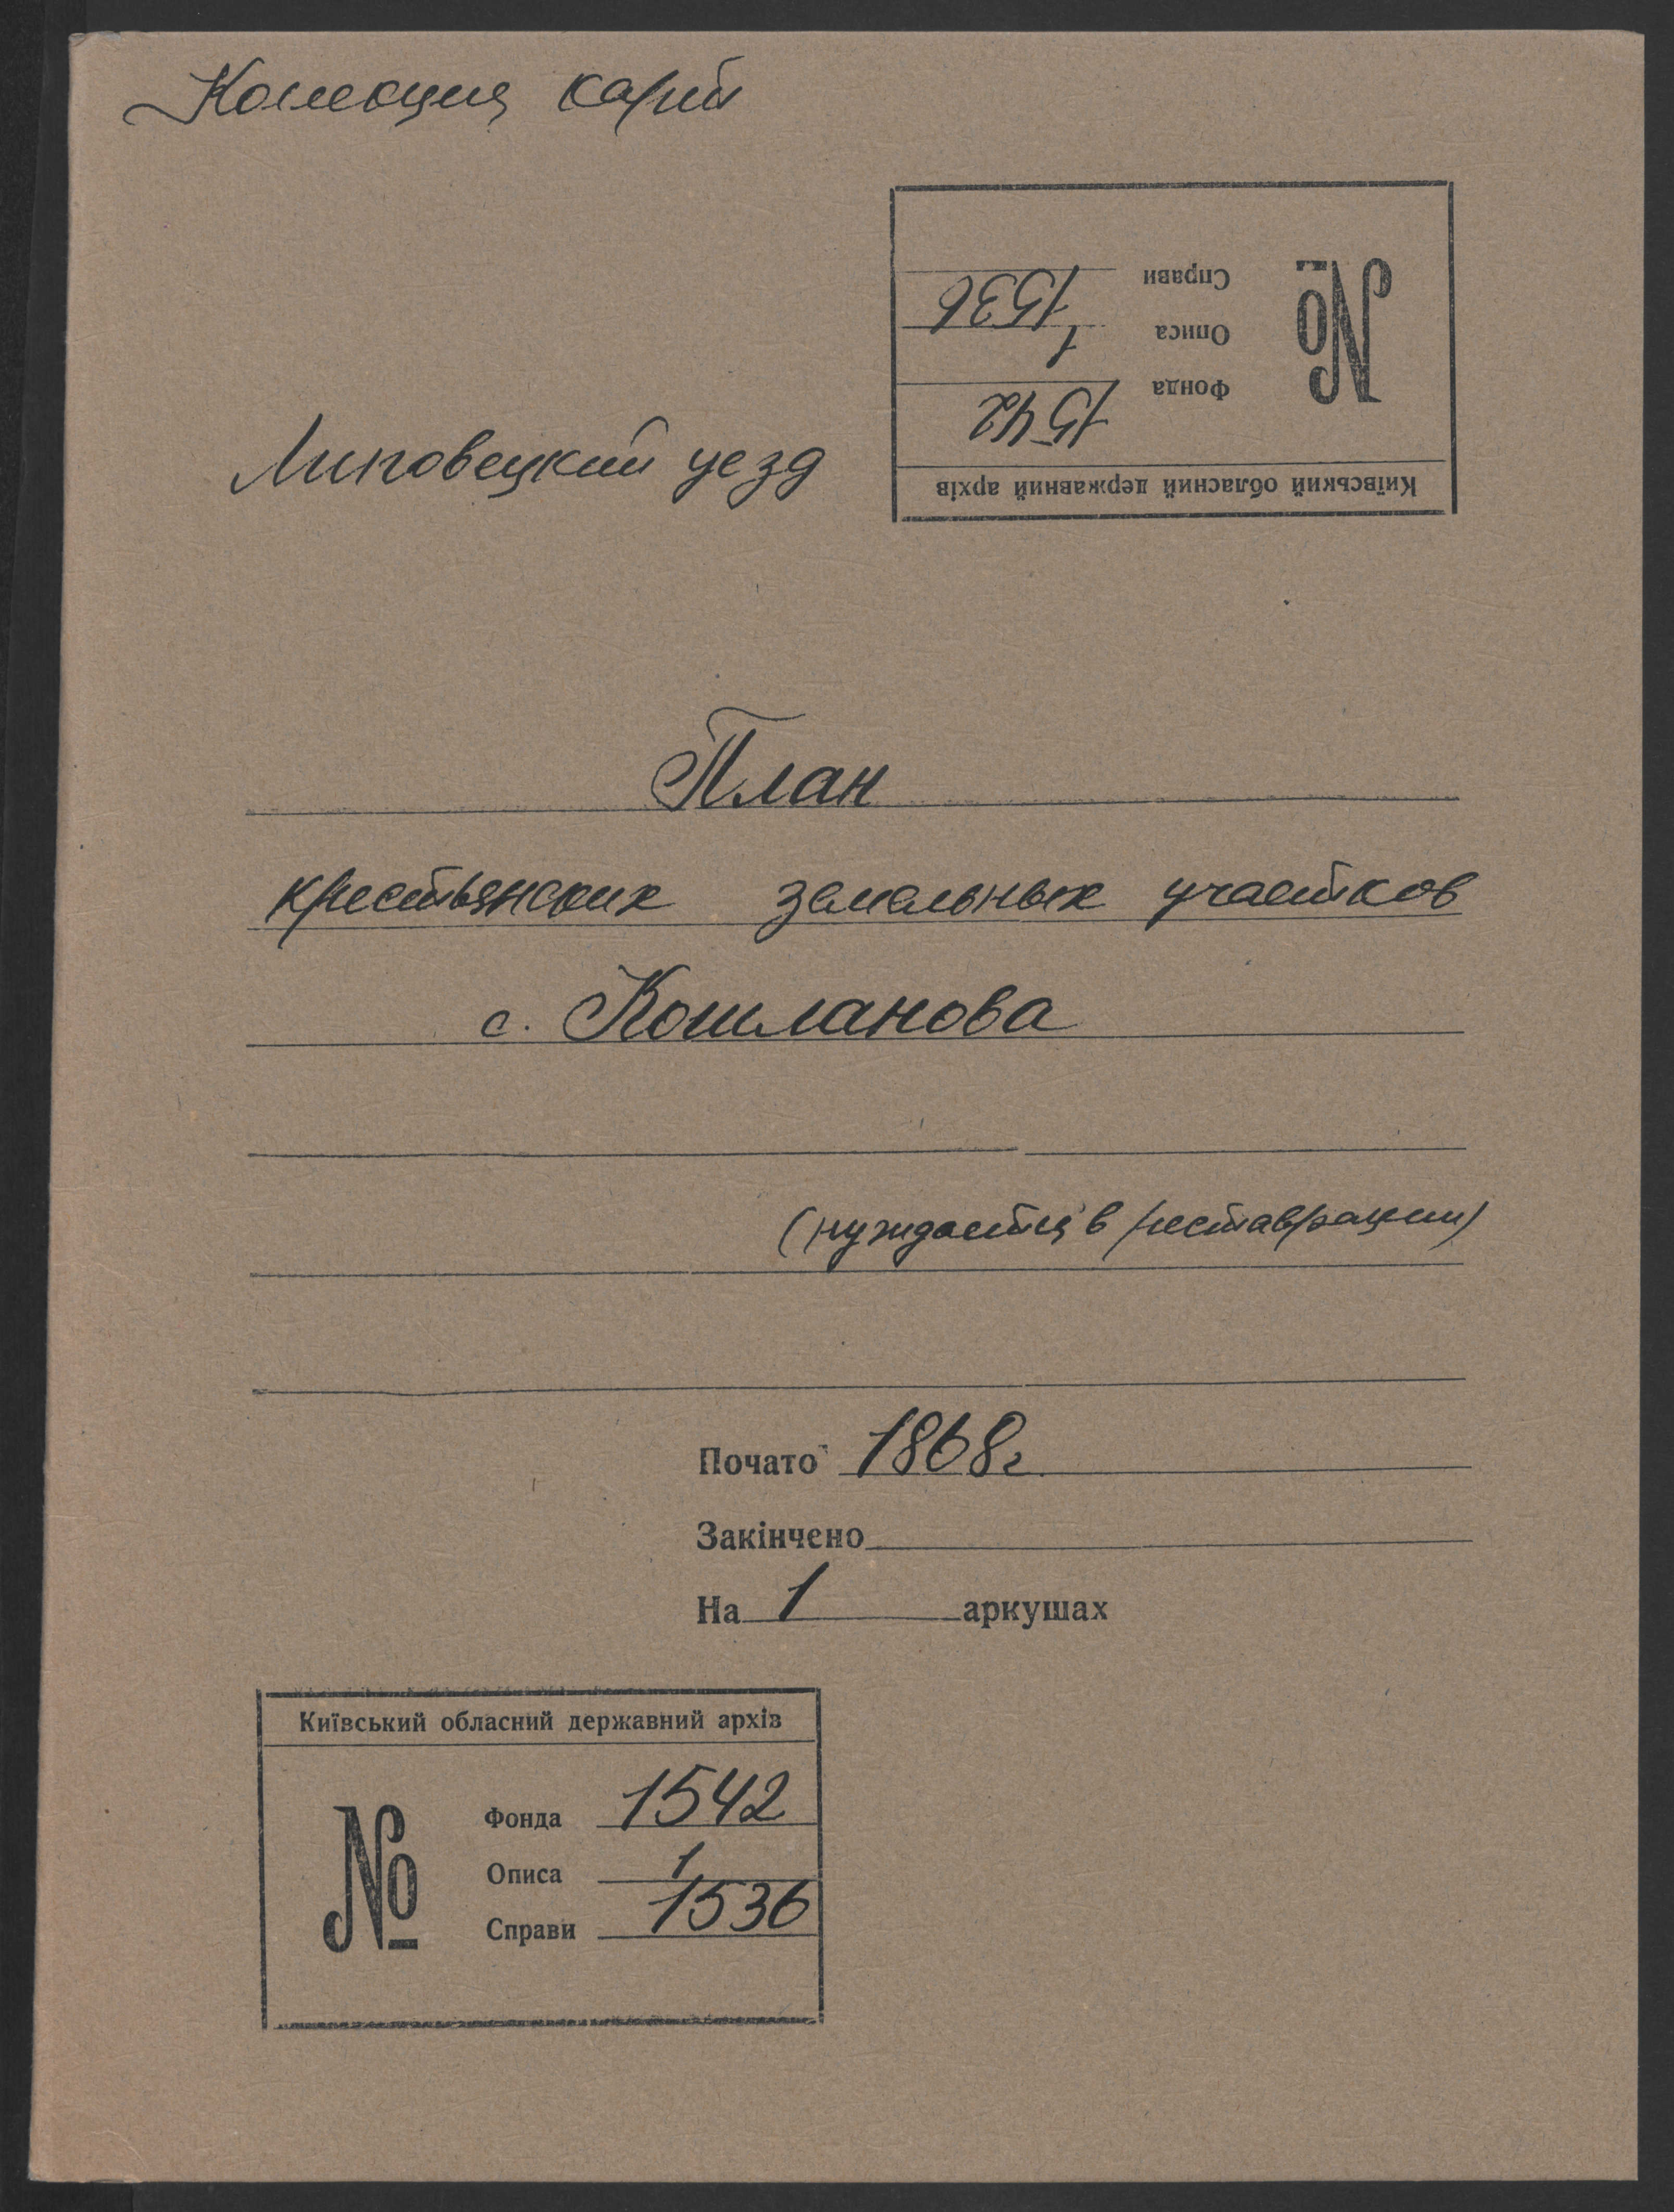 Коллекция карт
Справи 1536
Описа 1
Фонда 1542
№
Київський обласний державний архів
Липовецкий уезд
План
крестьянских земельных участков
с. Кошланова
(нуждается в реставрации)
Почато 1868г.
Закінчено
На 1 аркушах
Київський обласний державний архів
№
Фонда 1542
Описа 1
Справи 1536